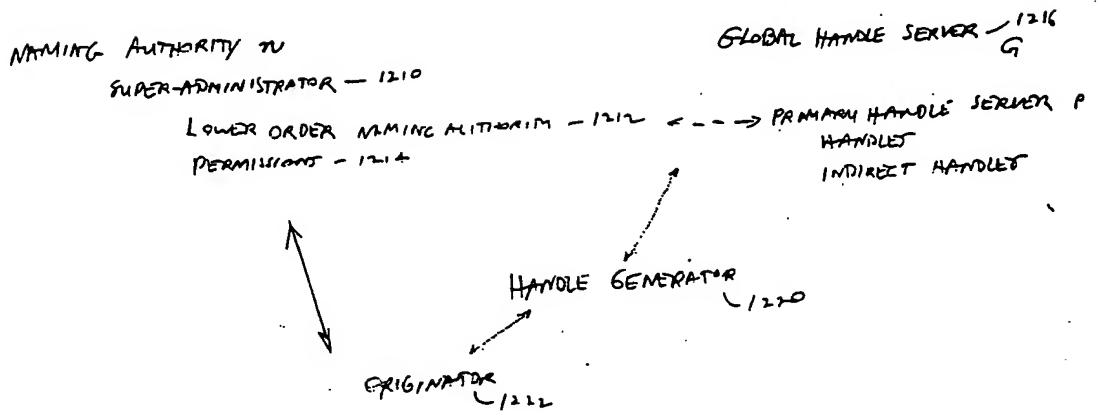 NAMING AUTHORITY n
SUPER-ADMINISTRATOR — 1210
LOWER ORDER NAMING AUTHORITY — 1212
PERMISSIONS — 1214
GLOBAL HANDLE SERVER 1216
G
PRIMARY HANDLE SERVER P
HANDLES
INDIRECT HANDLES
HANDLE GENERATOR
1220
ORIGINATOR
1222